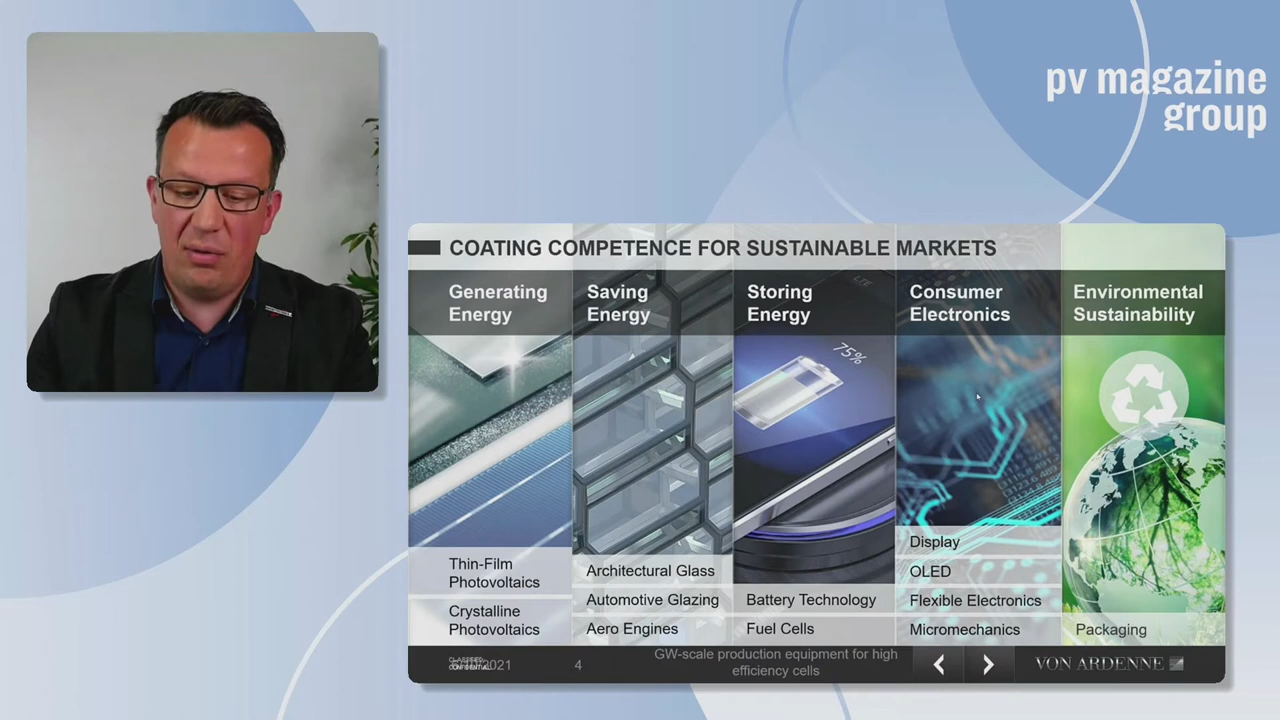 pv magazine
group
COATING COMPETENCE FOR SUSTAINABLE MARKETS
Generating
Energy
Saving
Energy
Storing
Energy
Consumer
Electronics
Environmental
Sustainability
75%
LTE
Thin-Film
Photovoltaics
Crystalline
Photovoltaics
Architectural Glass
Automotive Glazing
Aero Engines
Battery Technology
Fuel Cells
Display
OLED
Flexible Electronics
Micromechanics
Packaging
2021
4
GW-scale production equipment for high
efficiency cells
VON ARDENNE